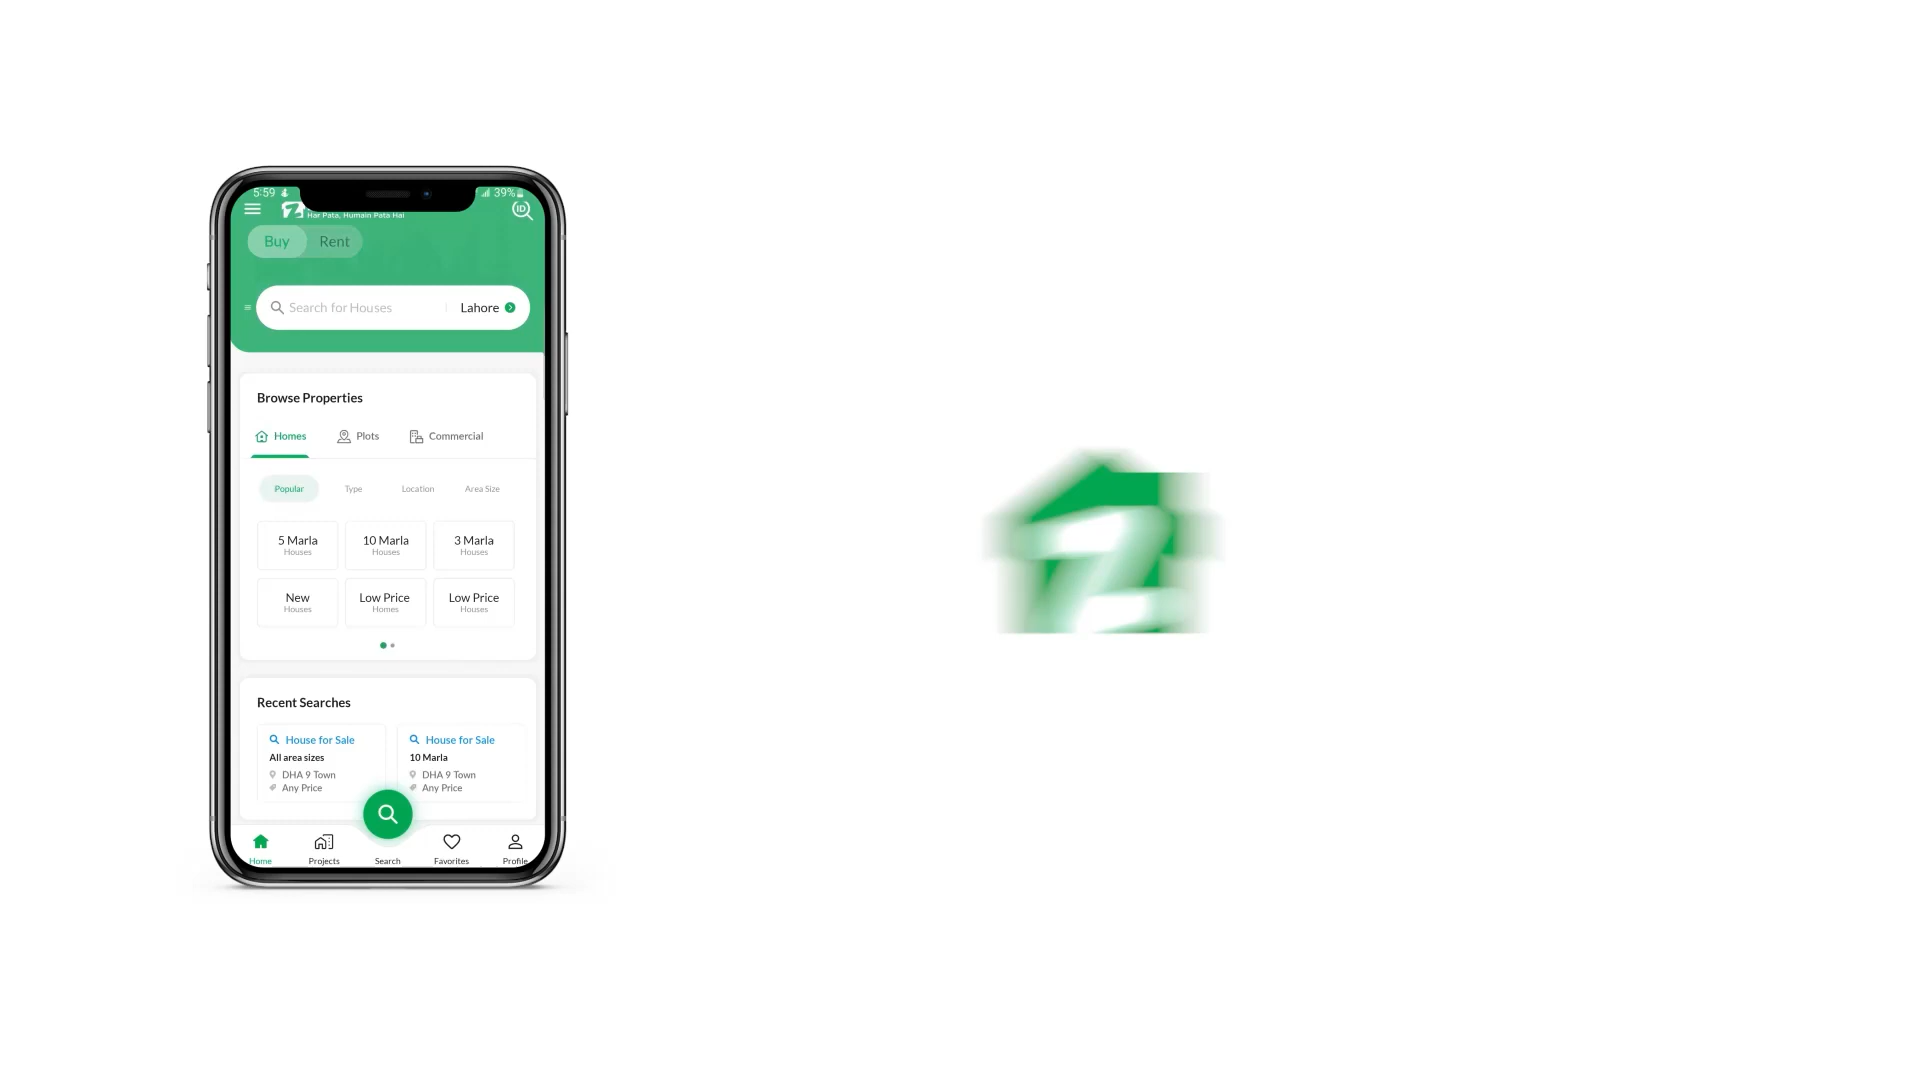 5:59 39%
Har Pata, Humain Pata Hai
ID
Buy Rent
Search for Houses Lahore
Browse Properties
Homes Plots Commercial
Popular Type Location Area Size
5 Marla 10 Marla 3 Marla
Houses Houses Houses
New Low Price Low Price
Houses Homes Houses
Recent Searches
House for Sale House for Sale
All area sizes 10 Marla
DHA 9 Town DHA 9 Town
Any Price Any Price
Home Projects Search Favorites Profile
Z